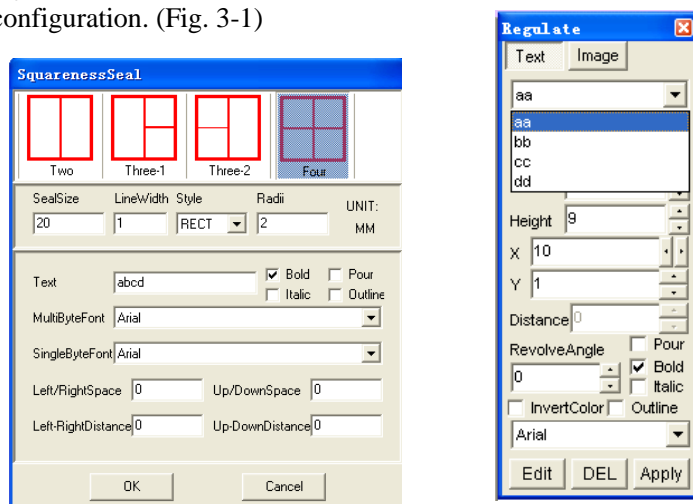 configuration. (Fig. 3-1)
SquarenessSeal
Two Three-1 Three-2 Four
SealSize LineWidth Style Radii UNIT:
20 1 RECT 2 MM
Text abcd Bold Pour
Italic Outline
MultiByteFont Arial
SingleByteFont Arial
Left/RightSpace 0 Up/DownSpace 0
Left-RightDistance 0 Up-DownDistance 0
OK Cancel
Regulate
Text Image
aa
aa
bb
cc
dd
Height 9
X 10
Y 1
Distance 0
RevolveAngle Pour
0 Bold
Italic
InvertColor Outline
Arial
Edit DEL Apply